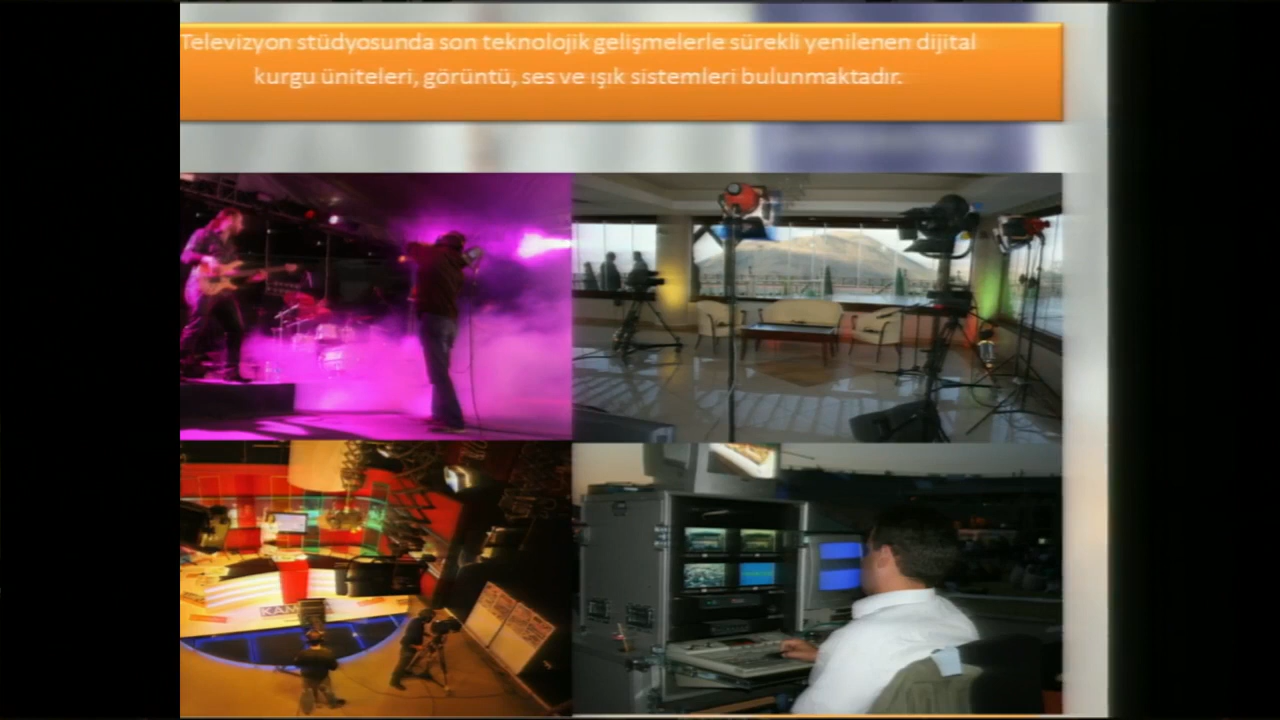 Televizyon stüdyosunda son teknolojik gelişmelerle sürekli yenilenen dijital
kurgu üniteleri, görüntü, ses ve ışık sistemleri bulunmaktadır.